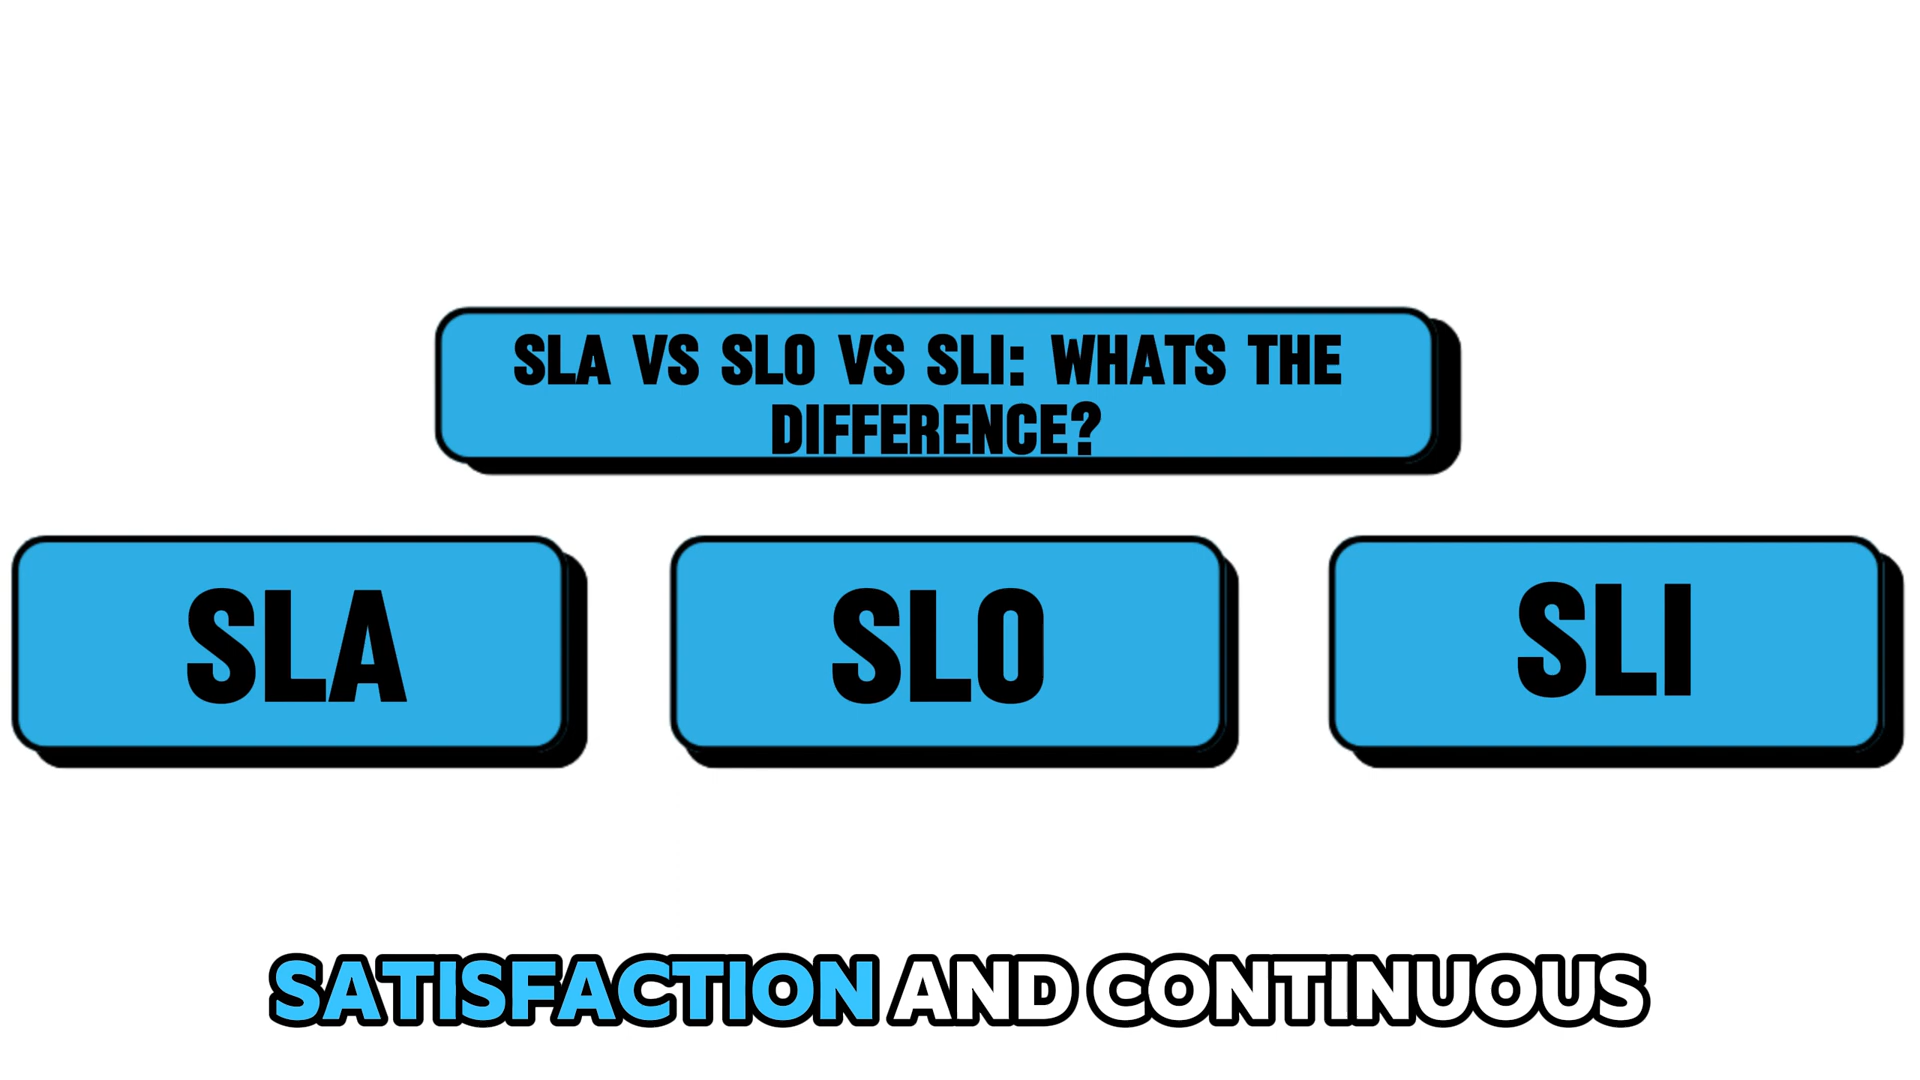 SLA VS SLO VS SLI: WHATS THE
DIFFERENCE?
SLA
SLO
SLI
SATISFACTION AND CONTINUOUS